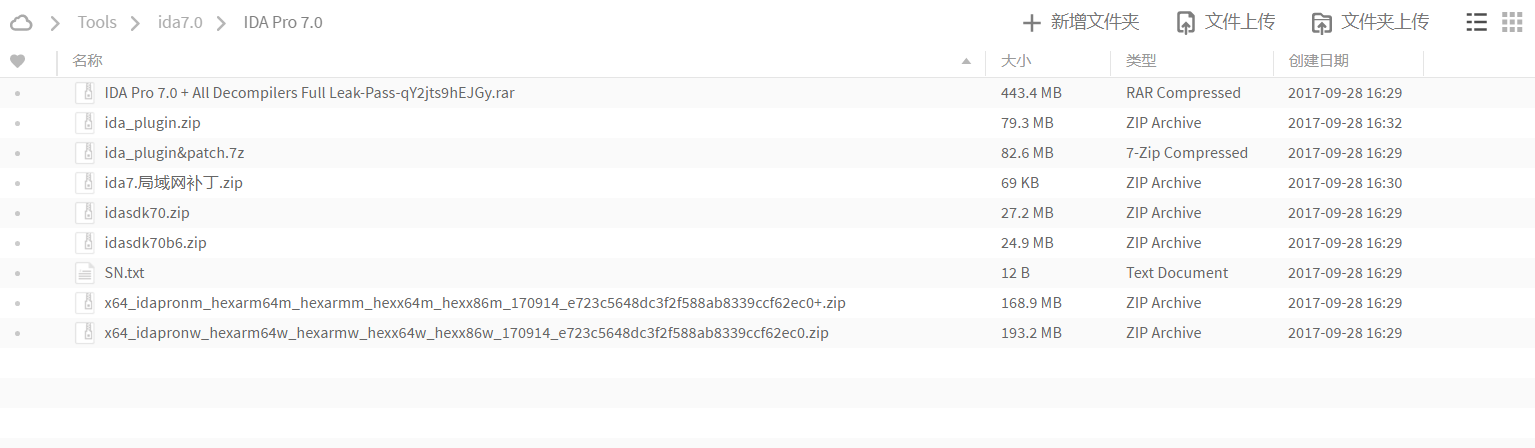 Tools ida7.0 IDA Pro 7.0 新增文件夹 文件上传 文件夹上传
名称 大小 类型 创建日期
IDA Pro 7.0 + All Decompilers Full Leak-Pass-qY2jts9hEJGy.rar 443.4 MB RAR Compressed 2017-09-28 16:29
ida_plugin.zip 79.3 MB ZIP Archive 2017-09-28 16:32
ida_plugin&patch.7z 82.6 MB 7-Zip Compressed 2017-09-28 16:29
ida7.局域网补丁.zip 69 KB ZIP Archive 2017-09-28 16:30
idasdk70.zip 27.2 MB ZIP Archive 2017-09-28 16:29
idasdk70b6.zip 24.9 MB ZIP Archive 2017-09-28 16:29
SN.txt 12 B Text Document 2017-09-28 16:29
x64_idapronm_hexarm64m_hexarmm_hexx64m_hexx86m_170914_e723c5648dc3f2f588ab8339ccf62ec0+.zip 168.9 MB ZIP Archive 2017-09-28 16:29
x64_idapronw_hexarm64w_hexarmw_hexx64w_hexx86w_170914_e723c5648dc3f2f588ab8339ccf62ec0.zip 193.2 MB ZIP Archive 2017-09-28 16:29